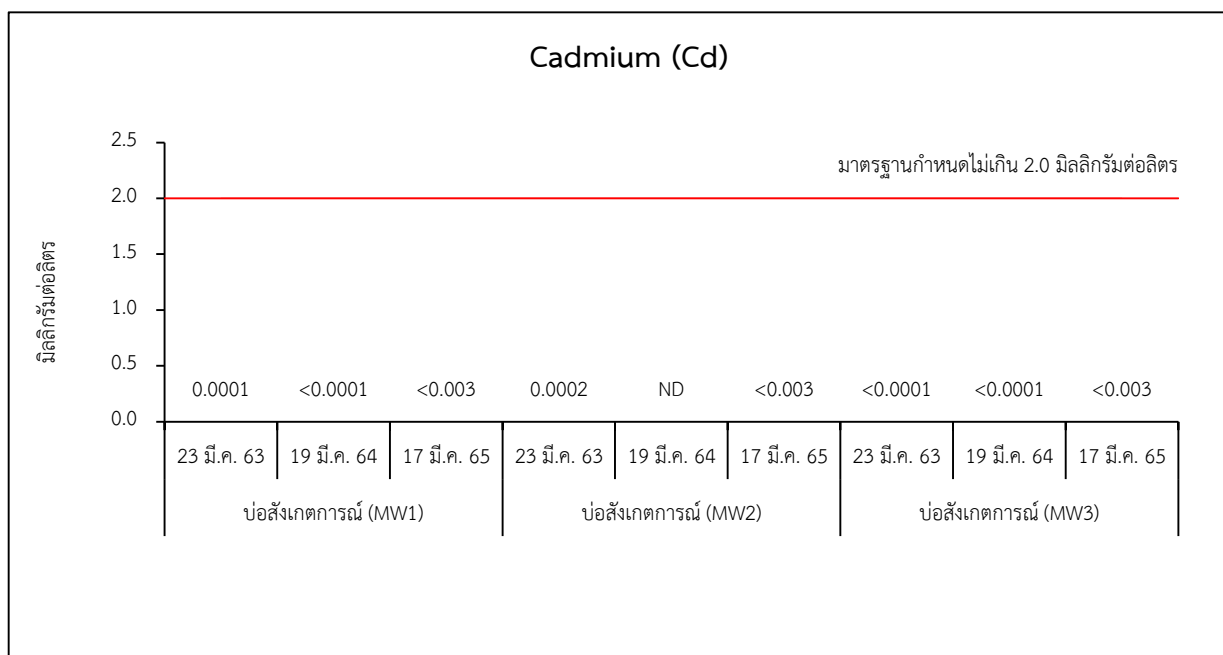 Cadmium (Cd)
2.5
มาตรฐานกำหนดไม่เกิน 2.0 มิลลิกรัมต่อลิตร
2.0
1.5
มิลลิกรัมต่อลิตร
1.0
0.5
0.0001 <0.0001 <0.003 0.0002 ND <0.003 <0.0001 <0.0001 <0.003
0.0
23 มี.ค. 63 19 มี.ค. 64 17 มี.ค. 65 23 มี.ค. 63 19 มี.ค. 64 17 มี.ค. 65 23 มี.ค. 63 19 มี.ค. 64 17 มี.ค. 65
บ่อสังเกตการณ์ (MW1) บ่อสังเกตการณ์ (MW2) บ่อสังเกตการณ์ (MW3)